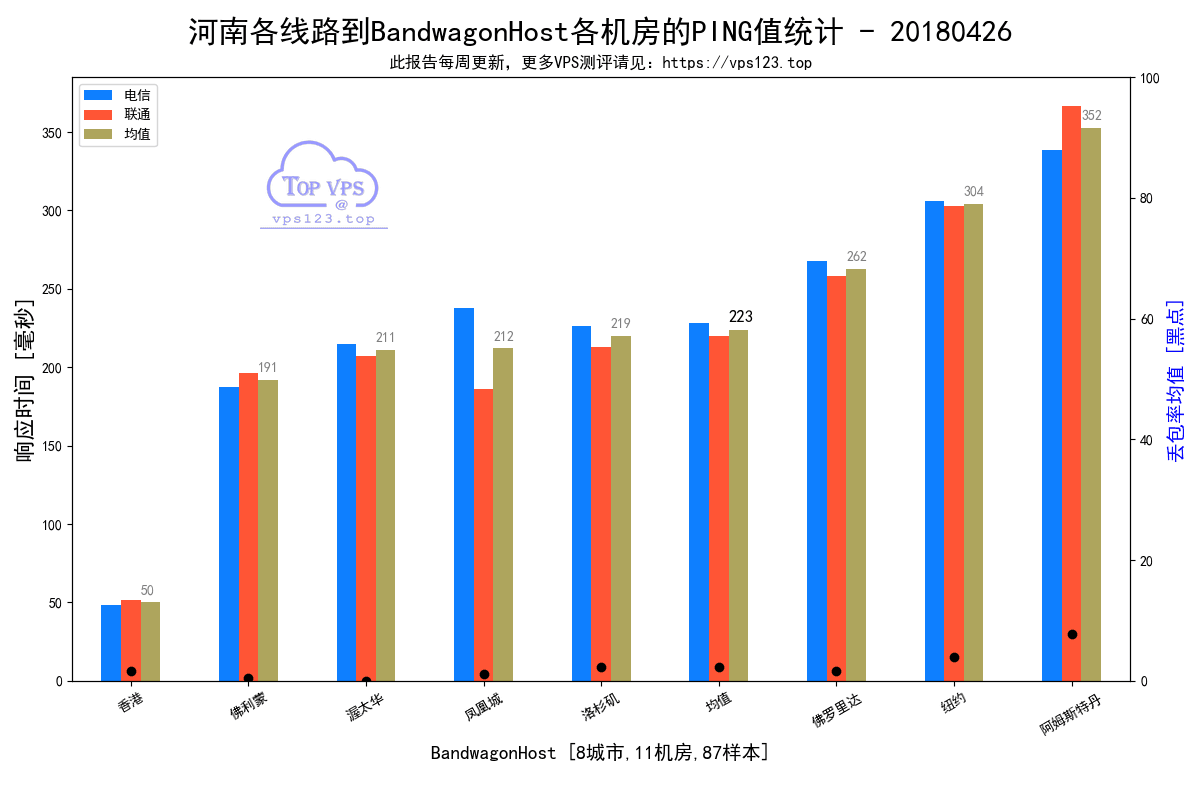 河南各线路到BandwagonHost各机房的PING值统计 - 20180426
此报告每周更新，更多VPS测评请见：https://vps123.top
电信
联通
均值
TOP VPS
@
vps123.top
响应时间 [毫秒]
350
300
250
200
150
100
50
0
50
191
211
212
219
223
262
304
352
100
80
60
40
20
0
丢包率均值 [黑点]
香港
佛利蒙
渥太华
凤凰城
洛杉矶
均值
佛罗里达
纽约
阿姆斯特丹
BandwagonHost [8城市,11机房,87样本]